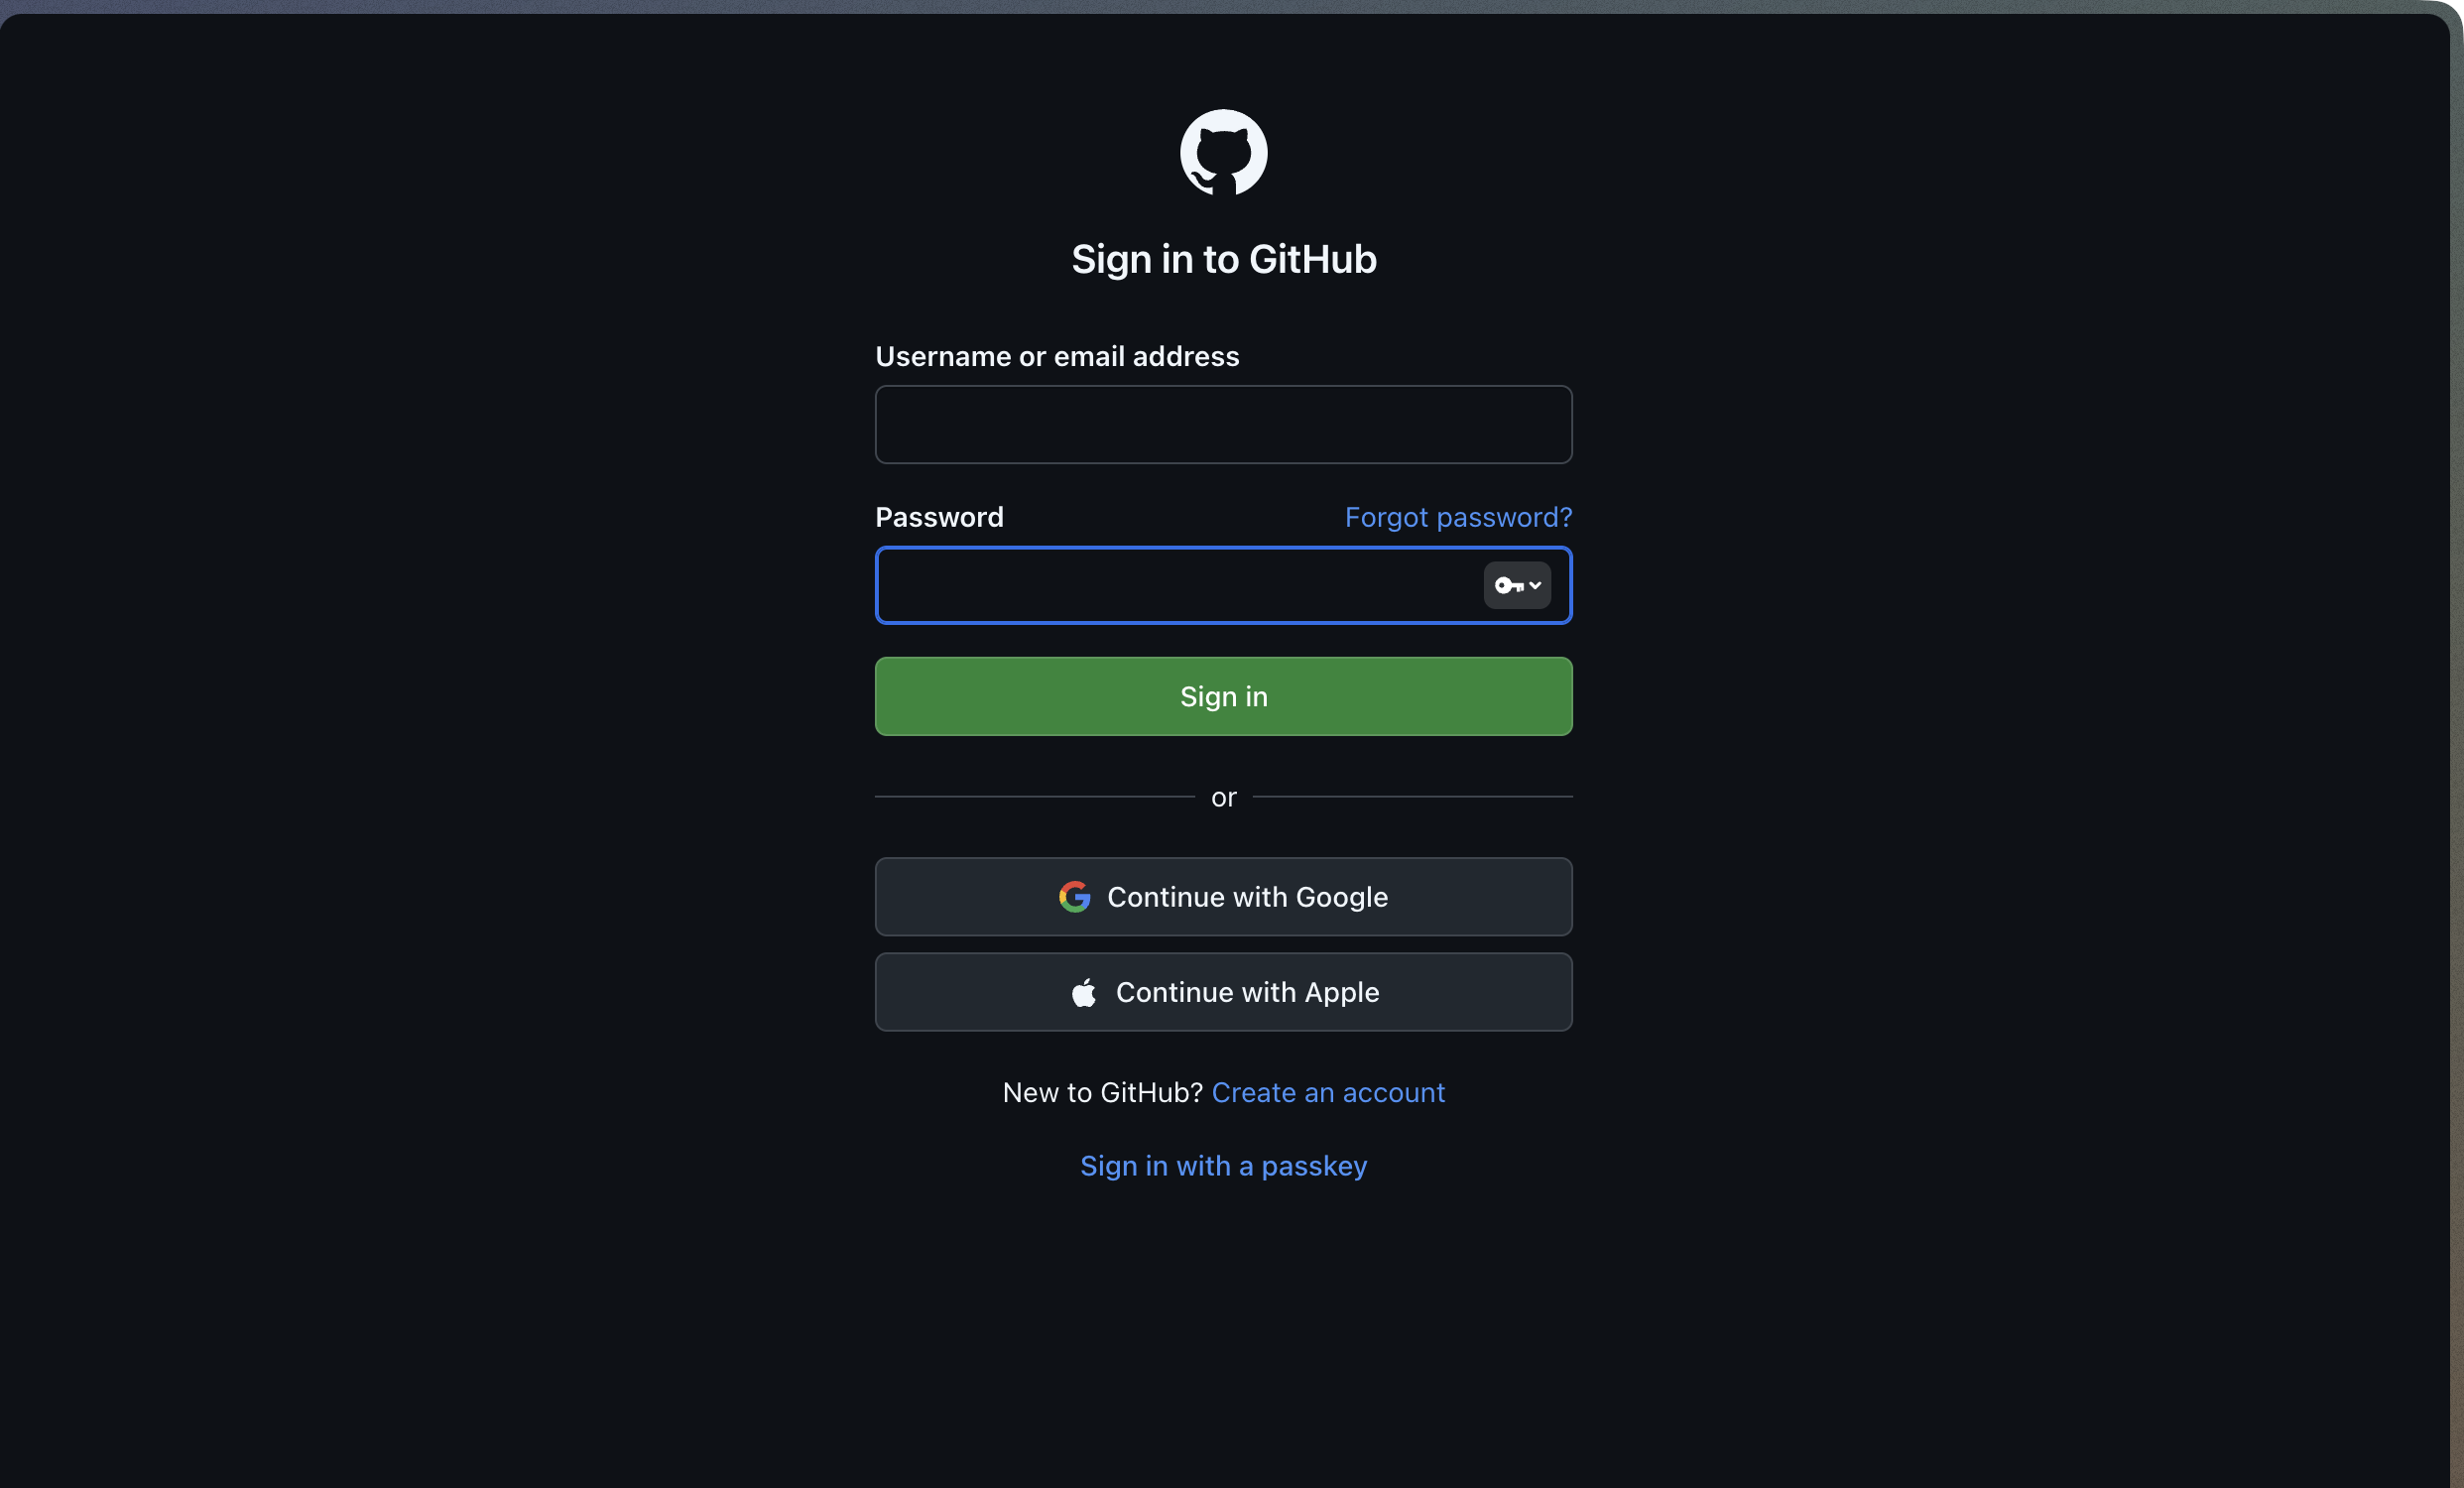 Sign in to GitHub
Username or email address
Password Forgot password?
Sign in
or
Continue with Google
Continue with Apple
New to GitHub? Create an account
Sign in with a passkey